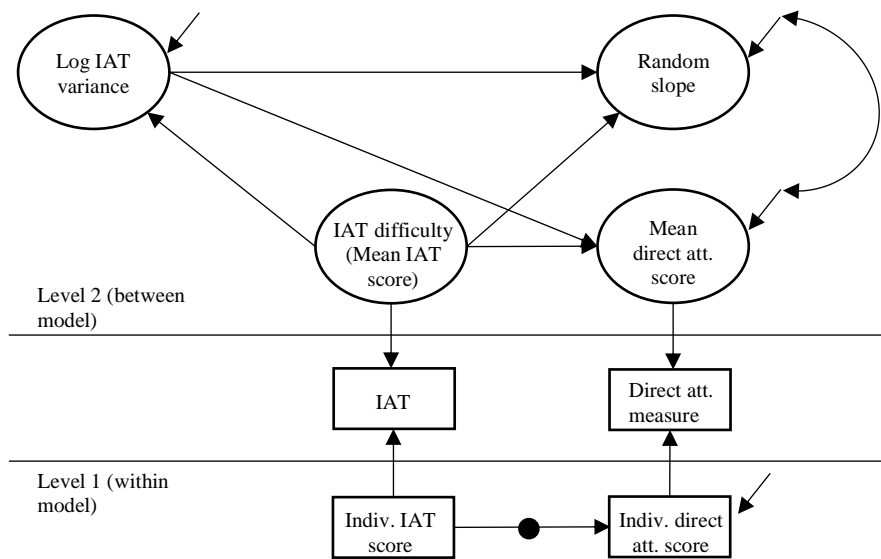 Log IAT
variance
Random
slope
IAT difficulty
(Mean IAT
score)
Mean
direct att.
score
Level 2 (between
model)
IAT
Direct att.
measure
Level 1 (within
model)
Indiv. IAT
score
Indiv. direct
att. score